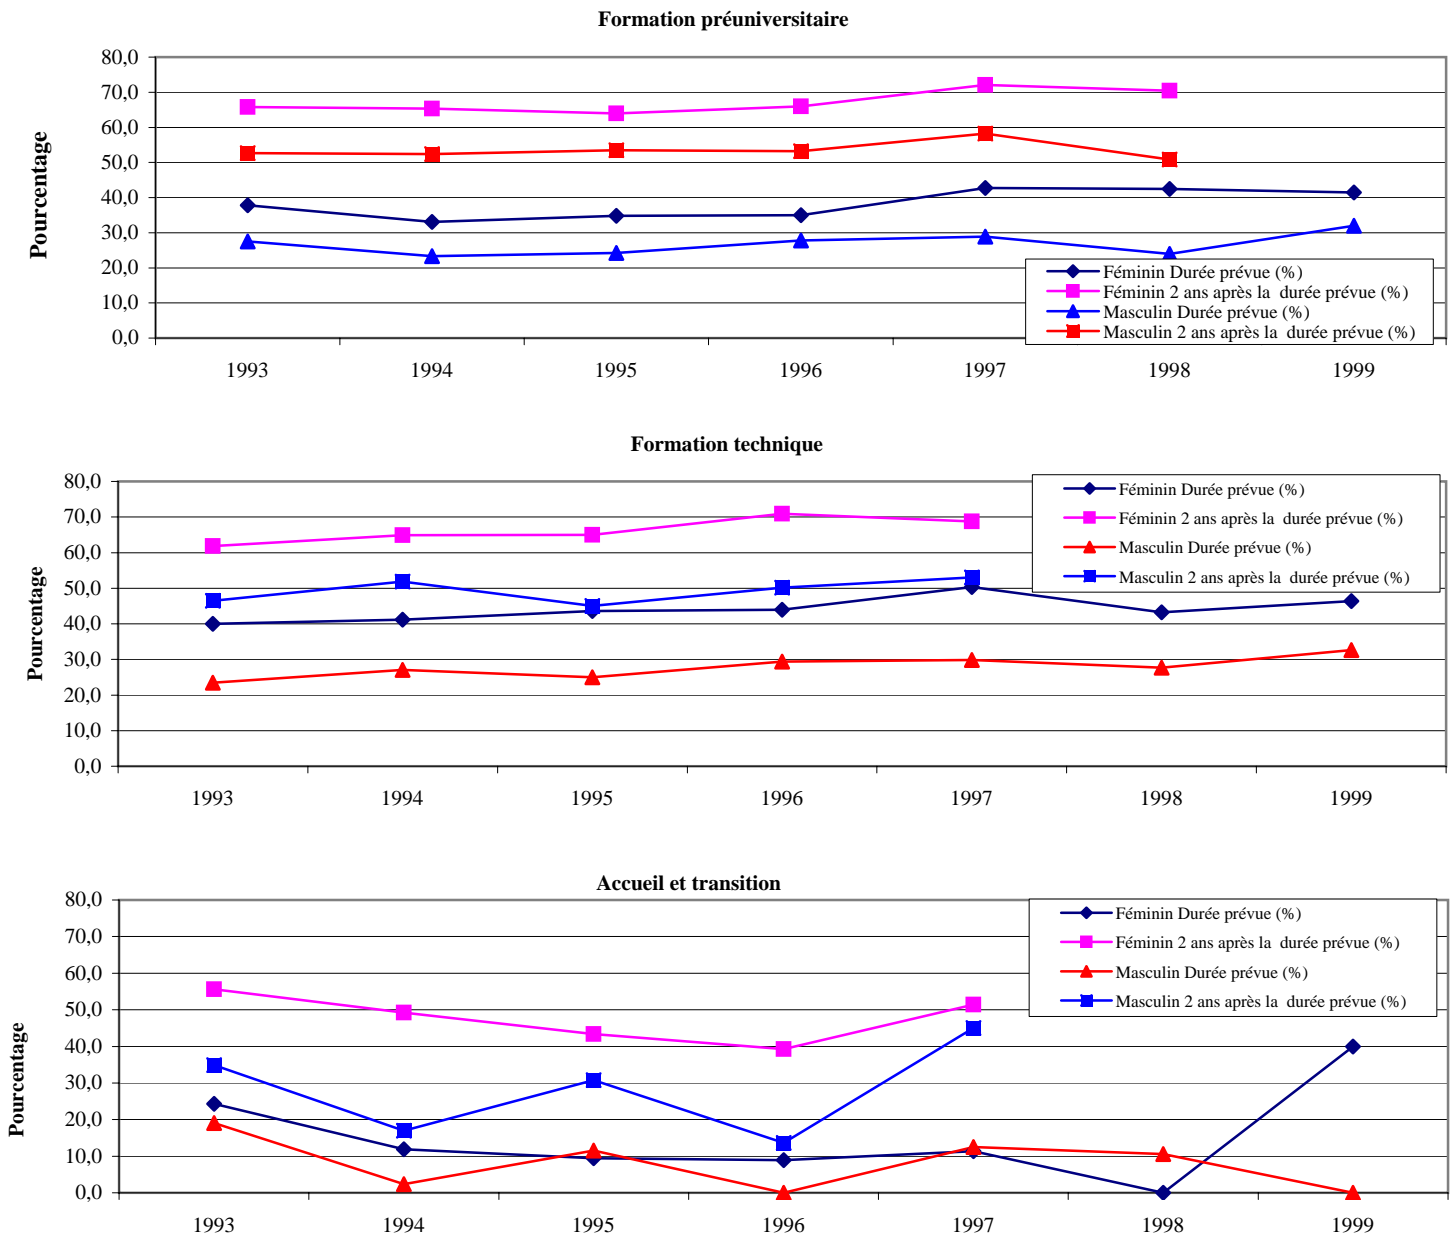 Formation préuniversitaire
Pourcentage
80,0
70,0
60,0
50,0
40,0
30,0
20,0
10,0
0,0
Féminin Durée prévue (%)
Féminin 2 ans après la durée prévue (%)
Masculin Durée prévue (%)
Masculin 2 ans après la durée prévue (%)
1993 1994 1995 1996 1997 1998 1999
Formation technique
Pourcentage
80,0
70,0
60,0
50,0
40,0
30,0
20,0
10,0
0,0
Féminin Durée prévue (%)
Féminin 2 ans après la durée prévue (%)
Masculin Durée prévue (%)
Masculin 2 ans après la durée prévue (%)
1993 1994 1995 1996 1997 1998 1999
Accueil et transition
Pourcentage
80,0
70,0
60,0
50,0
40,0
30,0
20,0
10,0
0,0
Féminin Durée prévue (%)
Féminin 2 ans après la durée prévue (%)
Masculin Durée prévue (%)
Masculin 2 ans après la durée prévue (%)
1993 1994 1995 1996 1997 1998 1999